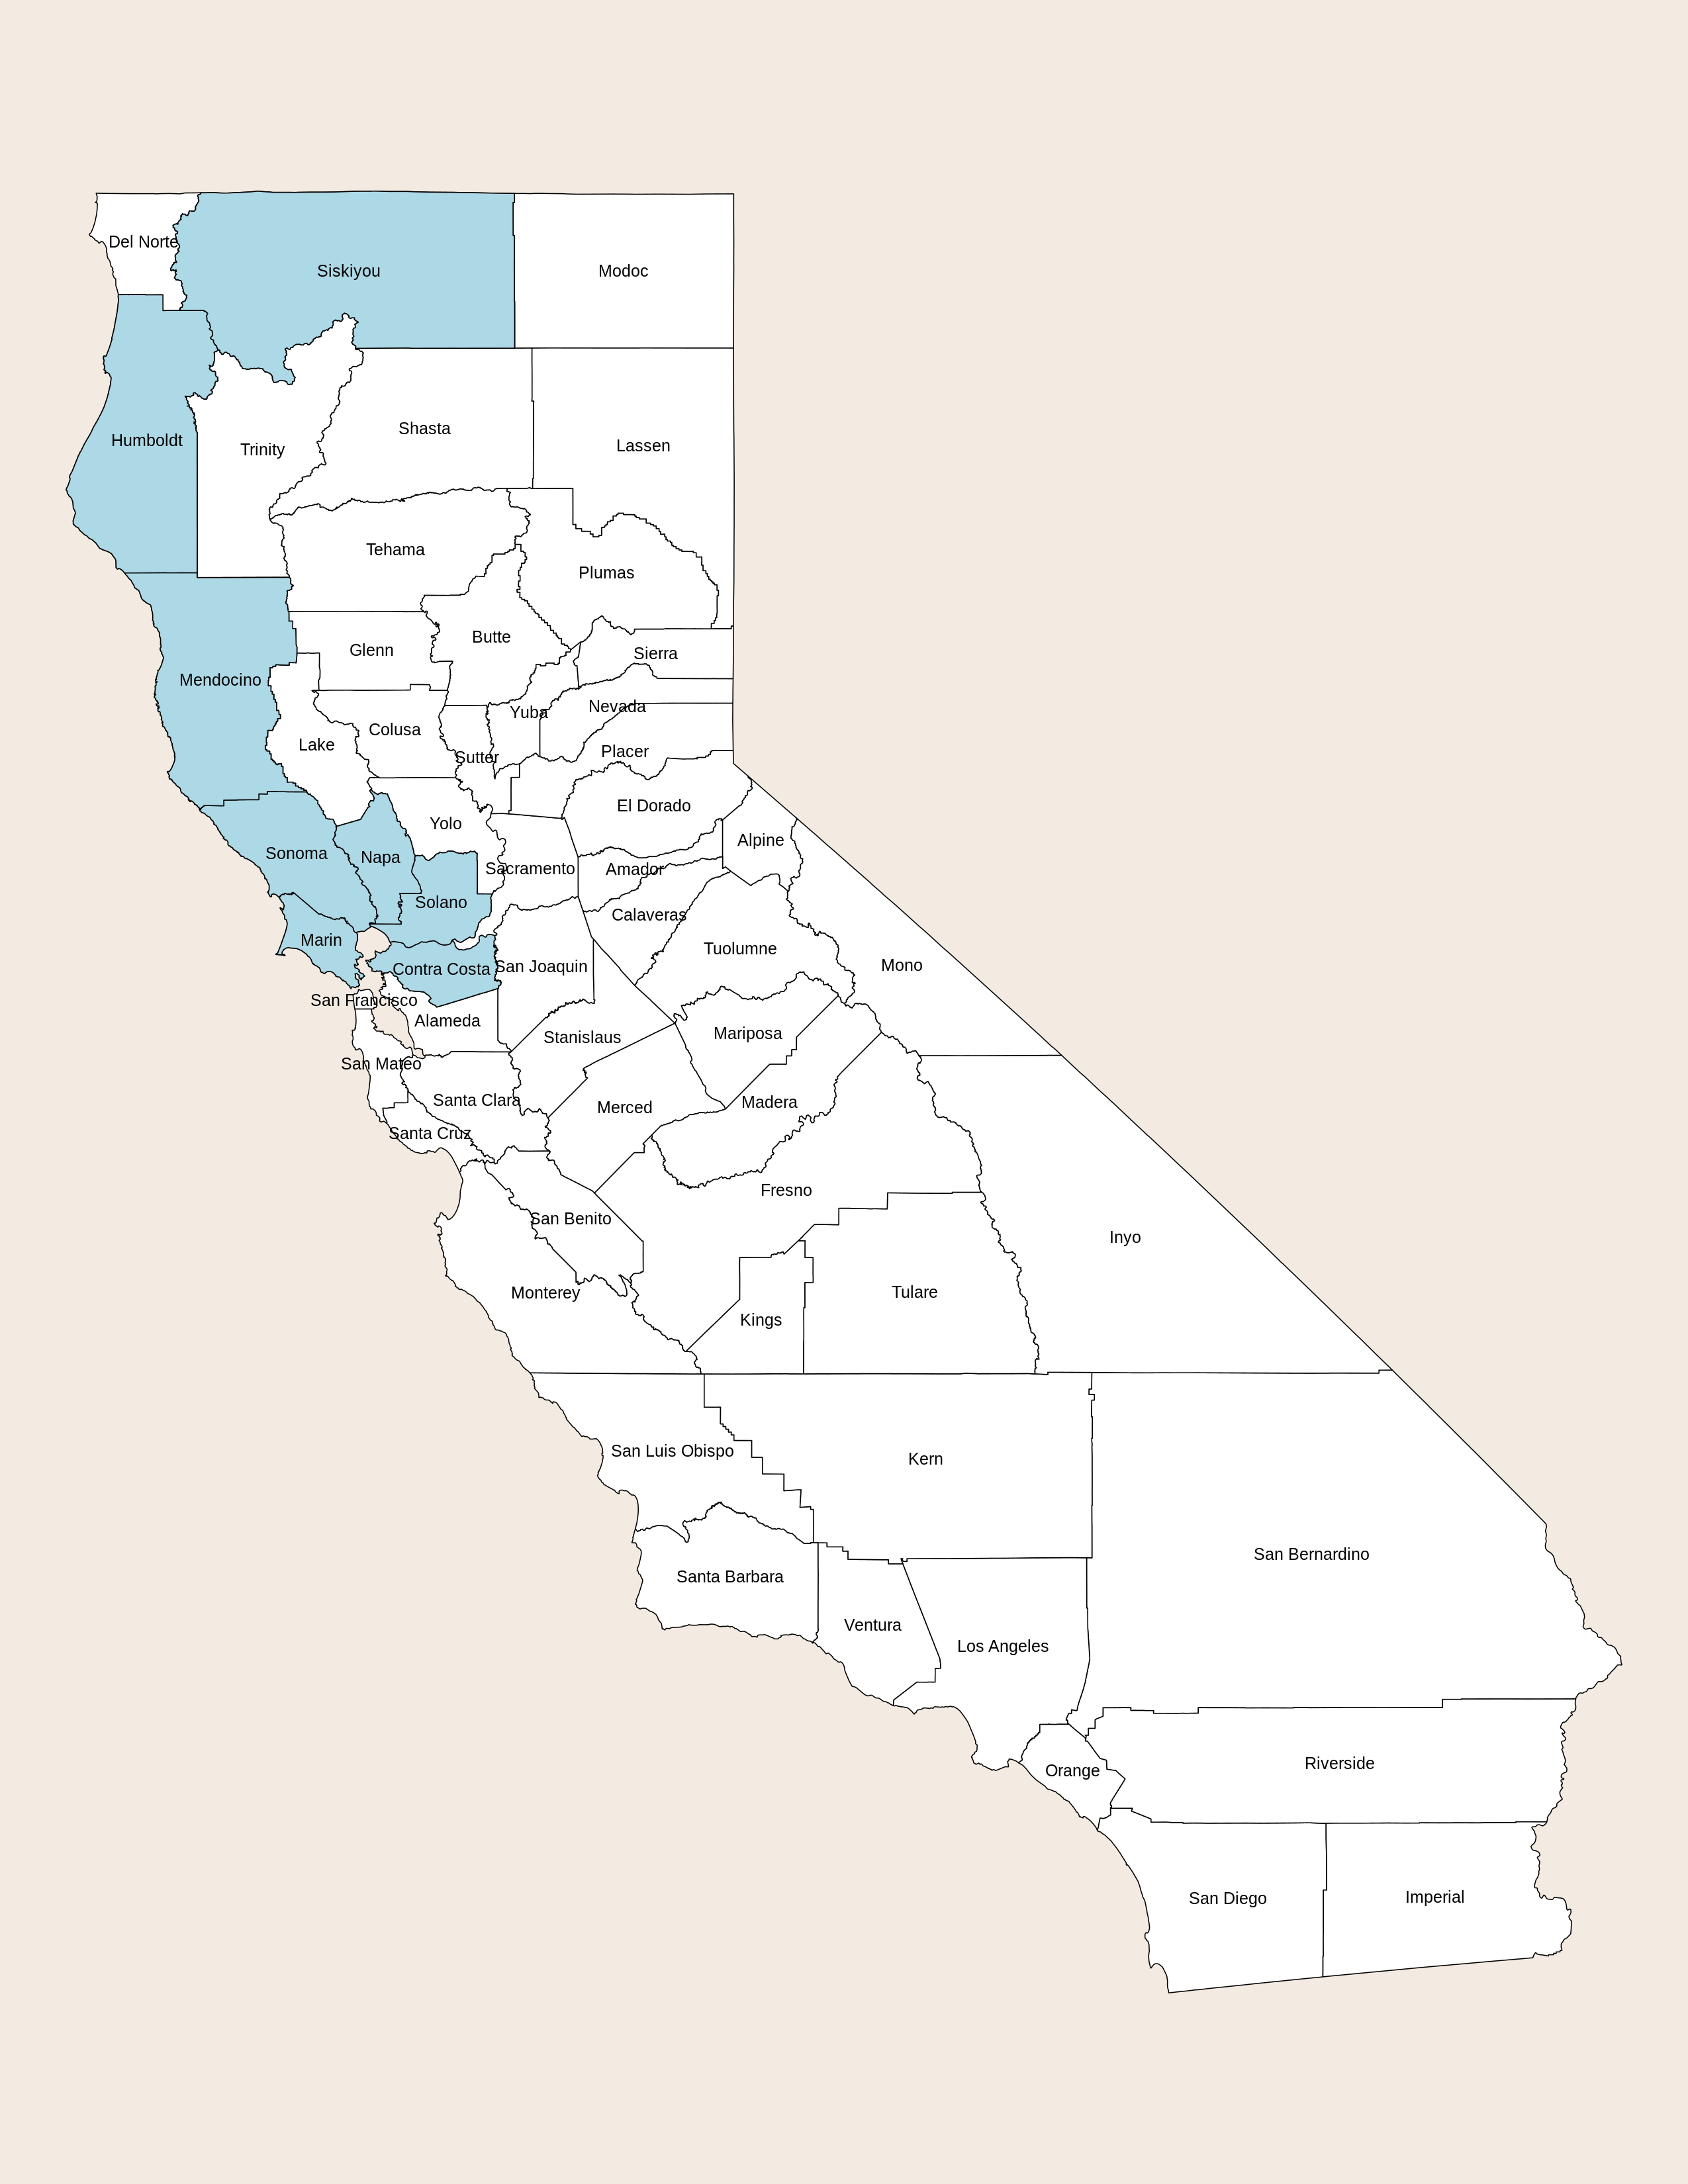 Del Norte
Siskiyou
Modoc
Humboldt
Trinity
Shasta
Lassen
Tehama
Plumas
Butte
Glenn
Sierra
Mendocino
Nevada
Yuba
Colusa
Lake
Placer
Sutter
El Dorado
Yolo
Alpine
Sonoma
Napa
Sacramento
Amador
Solano
Calaveras
Marin
Tuolumne
Mono
San Joaquin
Contra Costa
San Francisco
Alameda
Mariposa
Stanislaus
San Mateo
Santa Clara
Madera
Merced
Santa Cruz
Fresno
San Benito
Inyo
Tulare
Monterey
Kings
San Luis Obispo
Kern
San Bernardino
Santa Barbara
Ventura
Los Angeles
Riverside
Orange
Imperial
San Diego